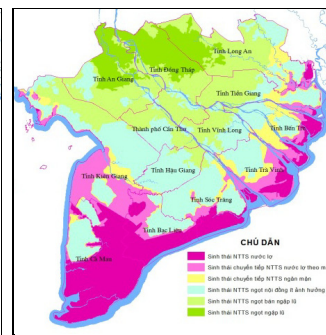 Tỉnh Long An
Tỉnh Đồng Tháp
Tỉnh An Giang
Tỉnh Tiền Giang
Thành phố Cần Thơ
Tỉnh Vĩnh Long
Tỉnh Bến Tre
Tỉnh Kiên Giang
Tỉnh Hậu Giang
Tỉnh Trà Vinh
Tỉnh Sóc Trăng
Tỉnh Bạc Liêu
Tỉnh Cà Mau
CHÚ DẪN
Sinh thái NTTS nước lợ
Sinh thái chuyển tiếp NTTS nước lợ theo m
Sinh thái chuyển tiếp NTTS ngọt mặn
Sinh thái NTTS ngọt nội đồng ít ảnh hưởng
Sinh thái NTTS ngọt bán ngập lũ
Sinh thái NTTS ngọt ngập lũ